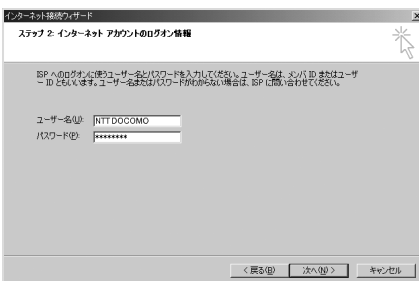 インターネット接続ウィザード
ステップ 2: インターネット アカウントのログオン情報
ISP へのログオンに使うユーザー名とパスワードを入力してください。ユーザー名は、メンバ ID またはユーザ
ー ID ともいいます。ユーザー名またはパスワードがわからない場合は、ISP に問い合わせてください。
ユーザー名(U): NTT DOCOMO
パスワード(P): ********
< 戻る(B) 次へ(N) > キャンセル